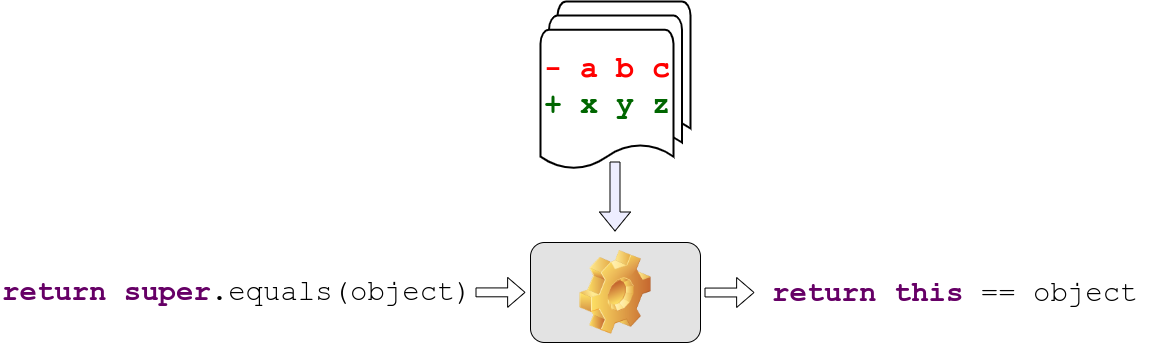 - a b c
+ x y z
return super.equals(object)
return this == object